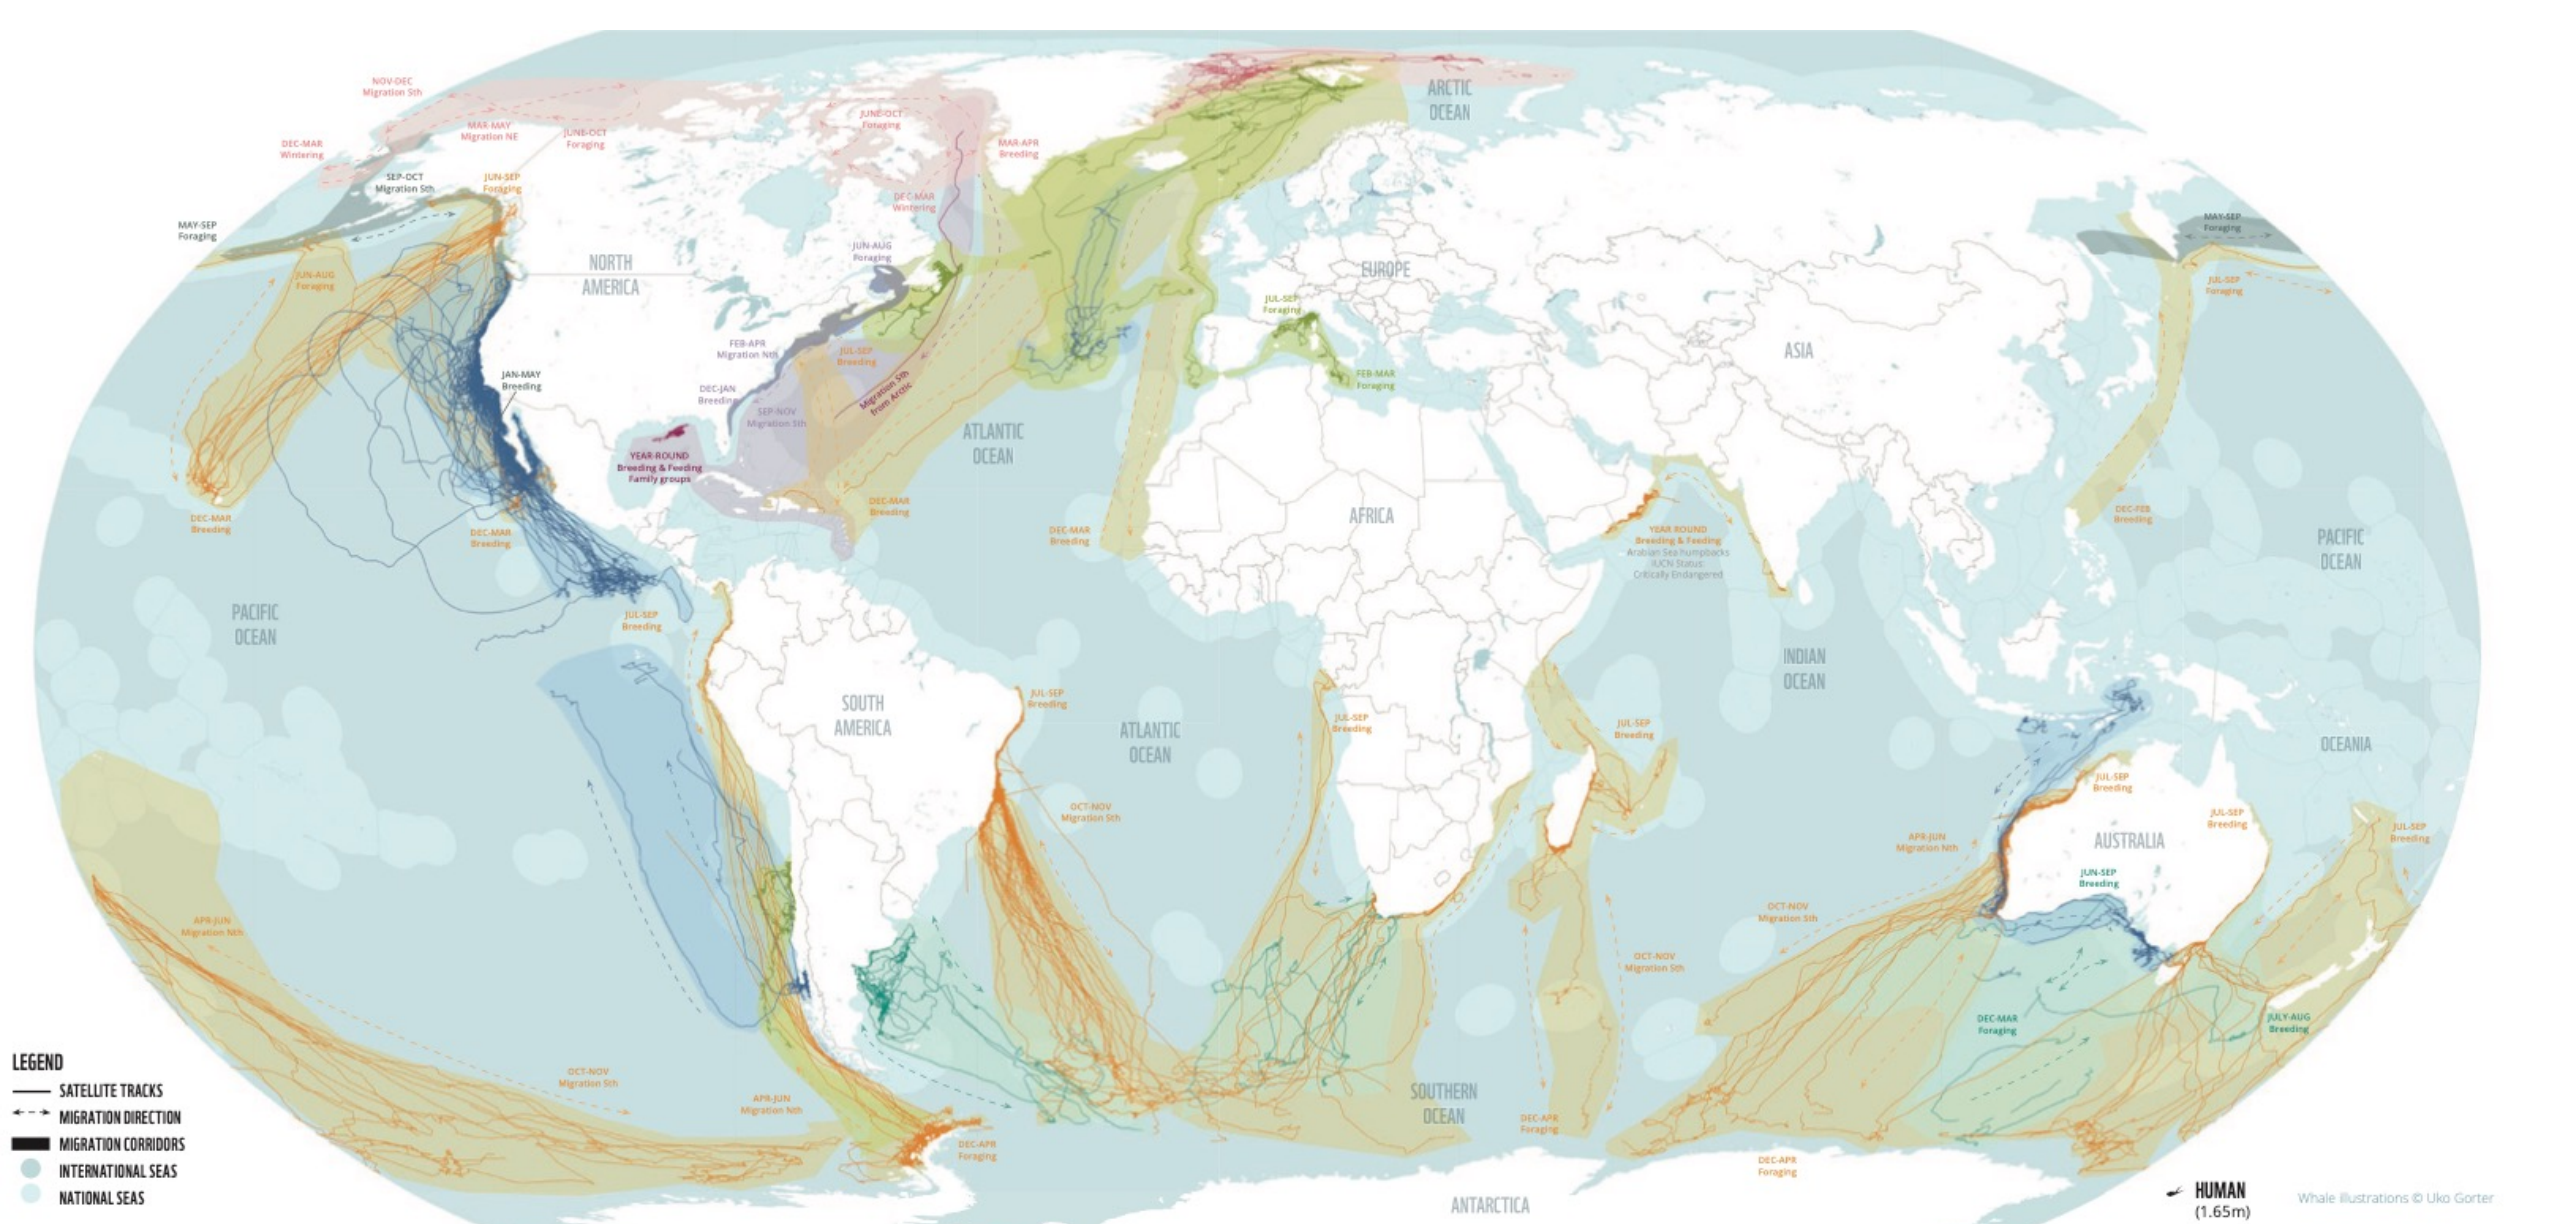 NOV-DEC
Migration Sth
MAR-MAY
Migration NE
JUNE-OCT
Foraging
DEC-MAR
Wintering
SEP-OCT
Migration Sth
JUN-SEP
Foraging
MAY-SEP
Foraging
JUN-AUG
Foraging
NORTH
AMERICA
JUNE-OCT
Foraging
MAR-APR
Breeding
DEC-MAR
Wintering
JUN-AUG
Foraging
ARCTIC
OCEAN
EUROPE
JUL-SEP
Foraging
FEB-MAR
Foraging
ASIA
MAY-SEP
Foraging
JUL-SEP
Foraging
FEB-APR
Migration Nth
JUL-SEP
Breeding
DEC-JAN
Breeding
SEP-NOV
Migration Sth
Migration Sth
from Arctic
JAN-MAY
Breeding
YEAR-ROUND
Breeding & Feeding
Family groups
ATLANTIC
OCEAN
DEC-MAR
Breeding
DEC-MAR
Breeding
DEC-MAR
Breeding
DEC-MAR
Breeding
AFRICA
YEAR ROUND
Breeding & Feeding
Arabian Sea humpbacks
IUCN Status:
Critically Endangered
DEC-FEB
Breeding
PACIFIC
OCEAN
PACIFIC
OCEAN
JUL-SEP
Breeding
SOUTH
AMERICA
JUL-SEP
Breeding
ATLANTIC
OCEAN
JUL-SEP
Breeding
JUL-SEP
Breeding
INDIAN
OCEAN
OCEANIA
OCT-NOV
Migration Sth
JUL-SEP
Breeding
JUL-SEP
Breeding
JUL-SEP
Breeding
AUSTRALIA
APR-JUN
Migration Nth
JUN-SEP
Breeding
OCT-NOV
Migration Sth
APR-JUN
Migration Nth
OCT-NOV
Migration Sth
DEC-MAR
Foraging
JULY-AUG
Breeding
OCT-NOV
Migration Sth
APR-JUN
Migration Nth
SOUTHERN
OCEAN
DEC-APR
Foraging
DEC-APR
Foraging
DEC-APR
Foraging
ANTARCTICA
LEGEND
SATELLITE TRACKS
MIGRATION DIRECTION
MIGRATION CORRIDORS
INTERNATIONAL SEAS
NATIONAL SEAS
HUMAN
(1.65m)
Whale illustrations © Uko Gorter